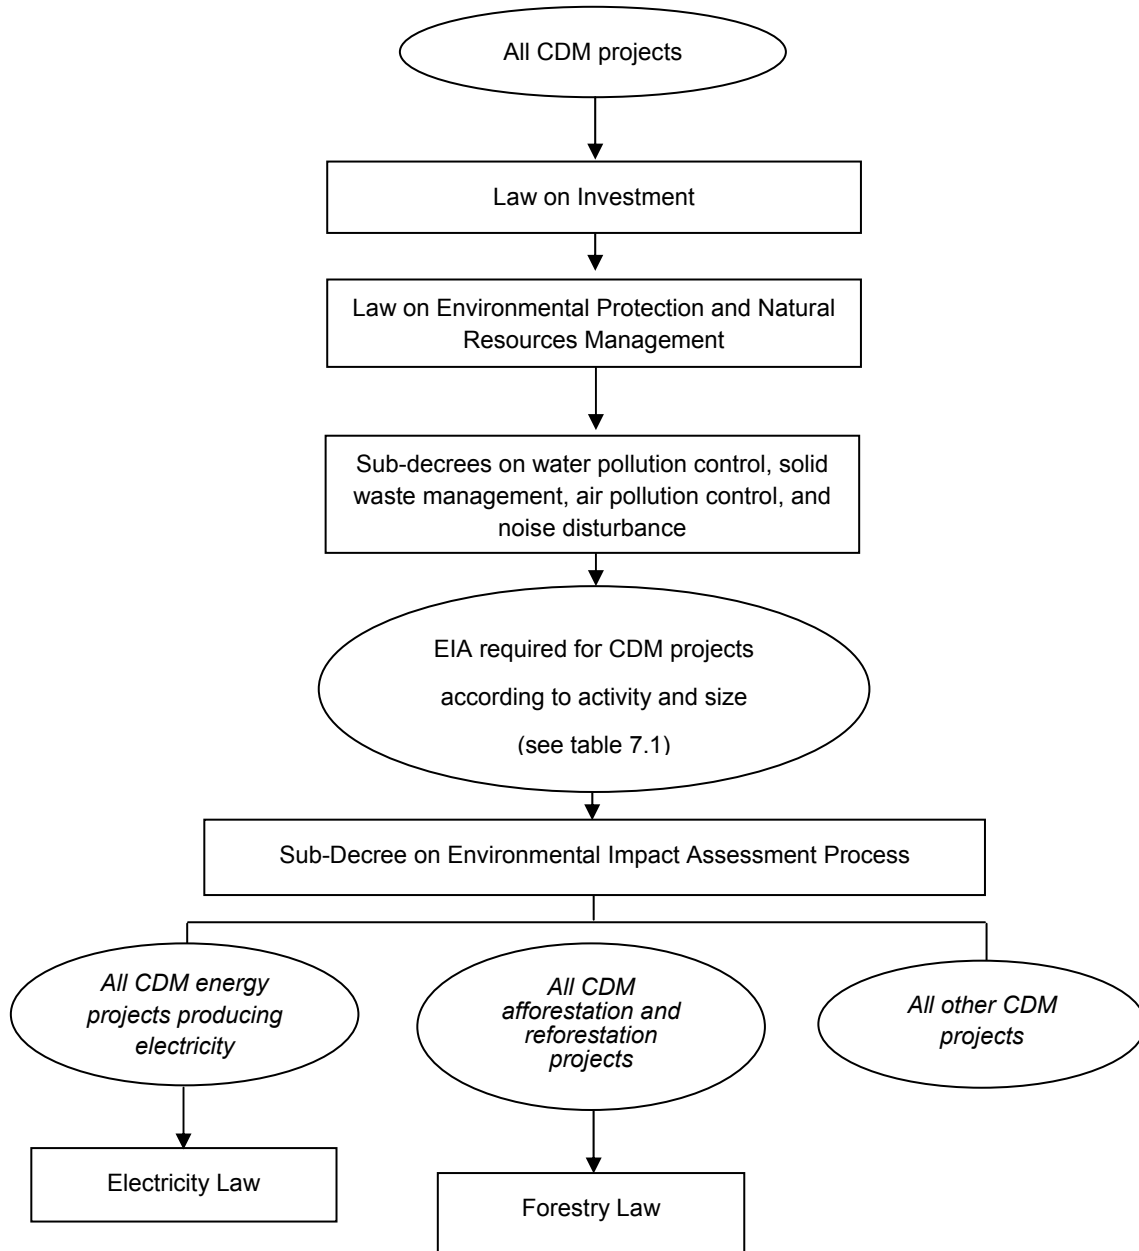 All CDM projects
Law on Investment
Law on Environmental Protection and Natural
Resources Management
Sub-decrees on water pollution control, solid
waste management, air pollution control, and
noise disturbance
EIA required for CDM projects
according to activity and size
(see table 7.1)
Sub-Decree on Environmental Impact Assessment Process
All CDM energy
projects producing
electricity
All CDM
afforestation and
reforestation
projects
All other CDM
projects
Electricity Law
Forestry Law